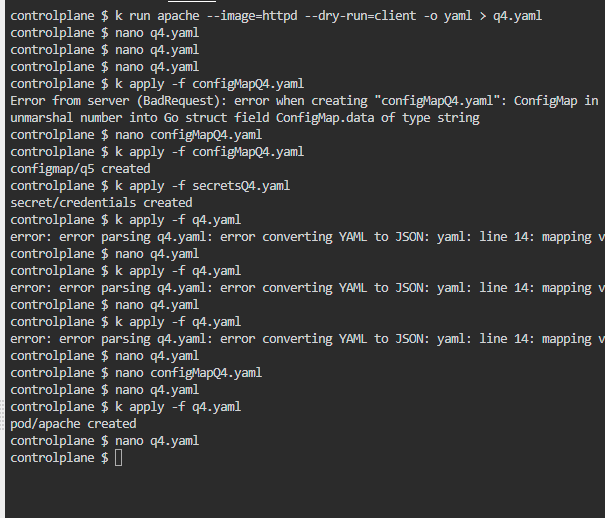 controlplane $ k run apache --image=httpd --dry-run=client -o yaml > q4.yaml
controlplane $ nano q4.yaml
controlplane $ nano q4.yaml
controlplane $ nano q4.yaml
controlplane $ k apply -f configMapQ4.yaml
Error from server (BadRequest): error when creating "configMapQ4.yaml": ConfigMap in
unmarshal number into Go struct field ConfigMap.data of type string
controlplane $ nano configMapQ4.yaml
controlplane $ k apply -f configMapQ4.yaml
configmap/q5 created
controlplane $ k apply -f secretsQ4.yaml
secret/credentials created
controlplane $ k apply -f q4.yaml
error: error parsing q4.yaml: error converting YAML to JSON: yaml: line 14: mapping v
controlplane $ nano q4.yaml
controlplane $ k apply -f q4.yaml
error: error parsing q4.yaml: error converting YAML to JSON: yaml: line 14: mapping v
controlplane $ nano q4.yaml
controlplane $ k apply -f q4.yaml
error: error parsing q4.yaml: error converting YAML to JSON: yaml: line 14: mapping v
controlplane $ nano q4.yaml
controlplane $ nano configMapQ4.yaml
controlplane $ nano q4.yaml
controlplane $ k apply -f q4.yaml
pod/apache created
controlplane $ nano q4.yaml
controlplane $